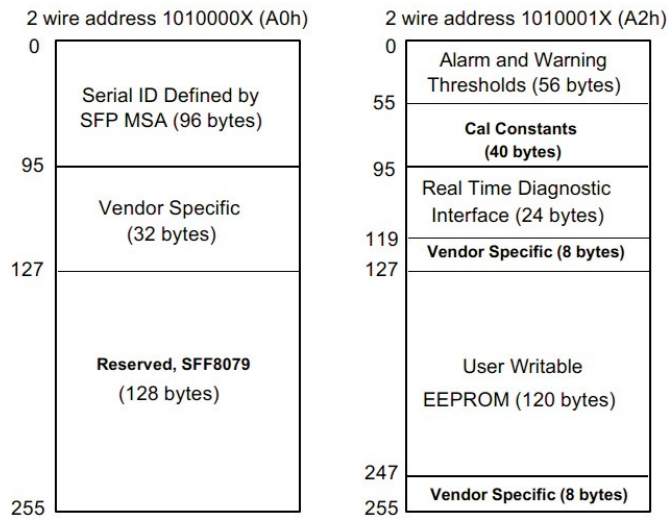 2 wire address 1010000X (A0h)
0
Serial ID Defined by
SFP MSA (96 bytes)
95
Vendor Specific
(32 bytes)
127
Reserved, SFF8079
(128 bytes)
255
2 wire address 1010001X (A2h)
0
Alarm and Warning
Thresholds (56 bytes)
55
Cal Constants
(40 bytes)
95
Real Time Diagnostic
Interface (24 bytes)
119
Vendor Specific (8 bytes)
127
User Writable
EEPROM (120 bytes)
247
Vendor Specific (8 bytes)
255